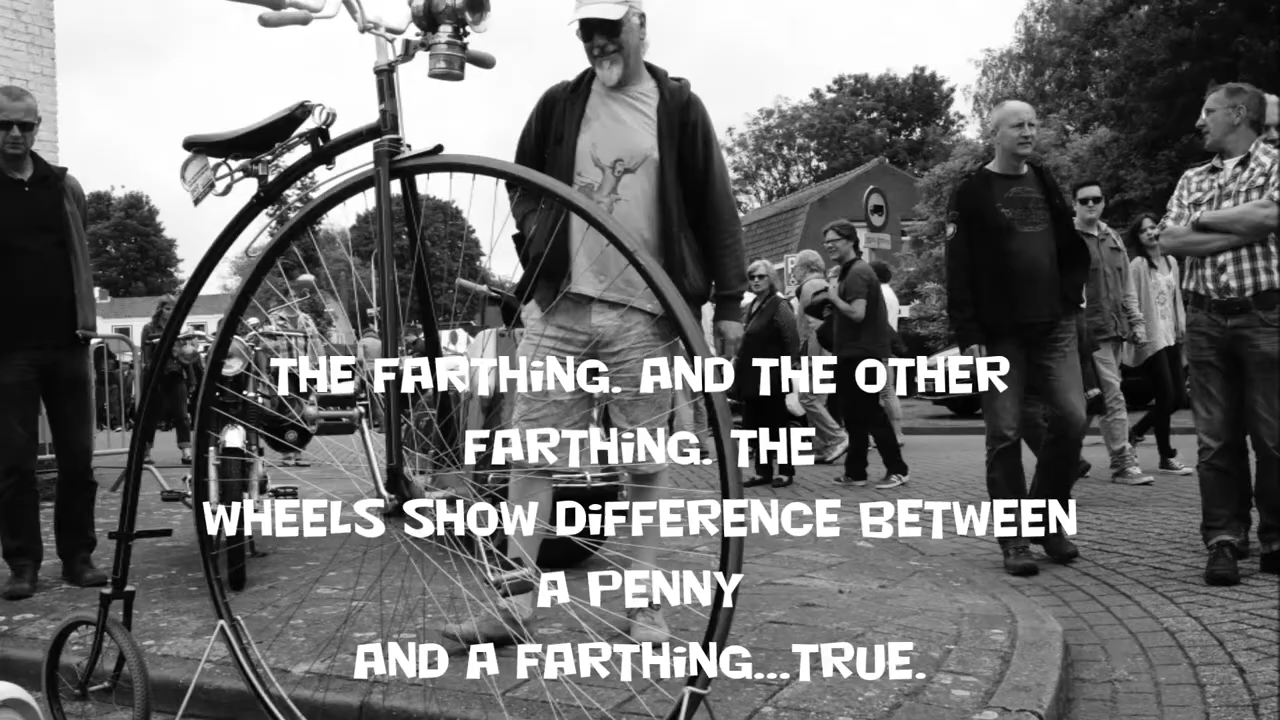 THE FARTHING. AND THE OTHER
FARTHING. THE
WHEELS SHOW DIFFERENCE BETWEEN
A PENNY
AND A FARTHING...TRUE.